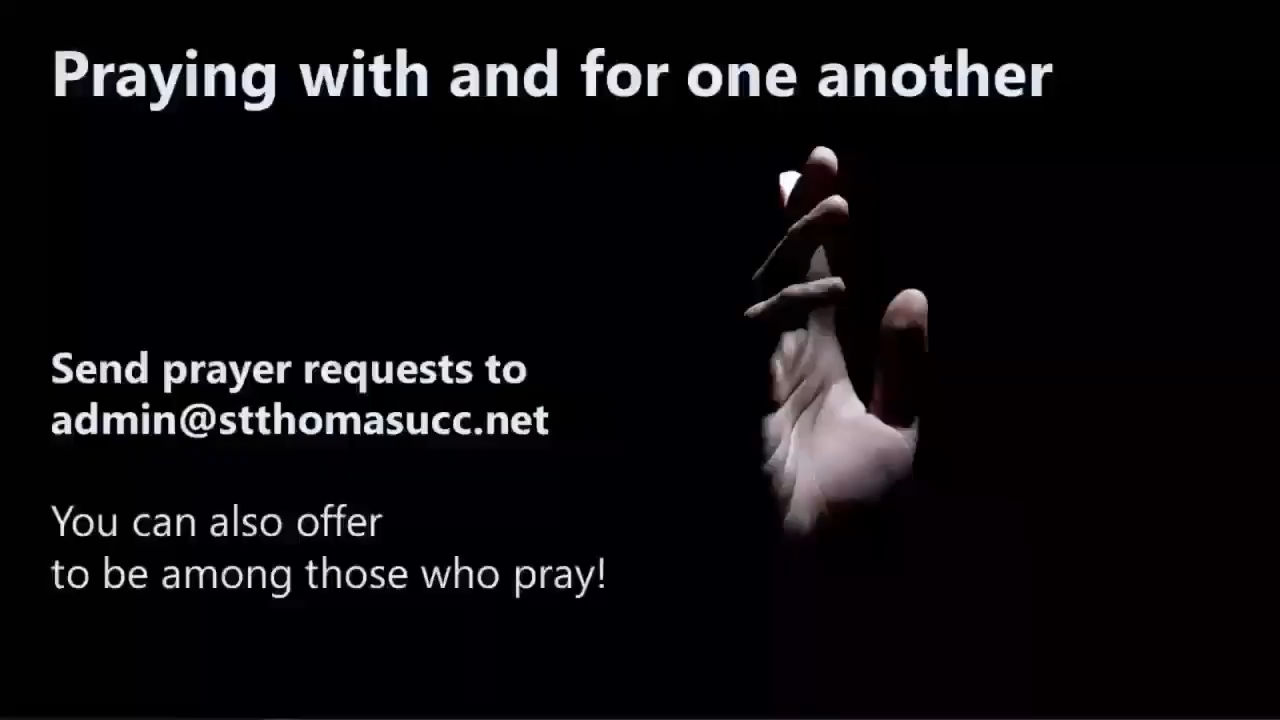 Praying with and for one another
Send prayer requests to
admin@stthomasucc.net
You can also offer
to be among those who pray!